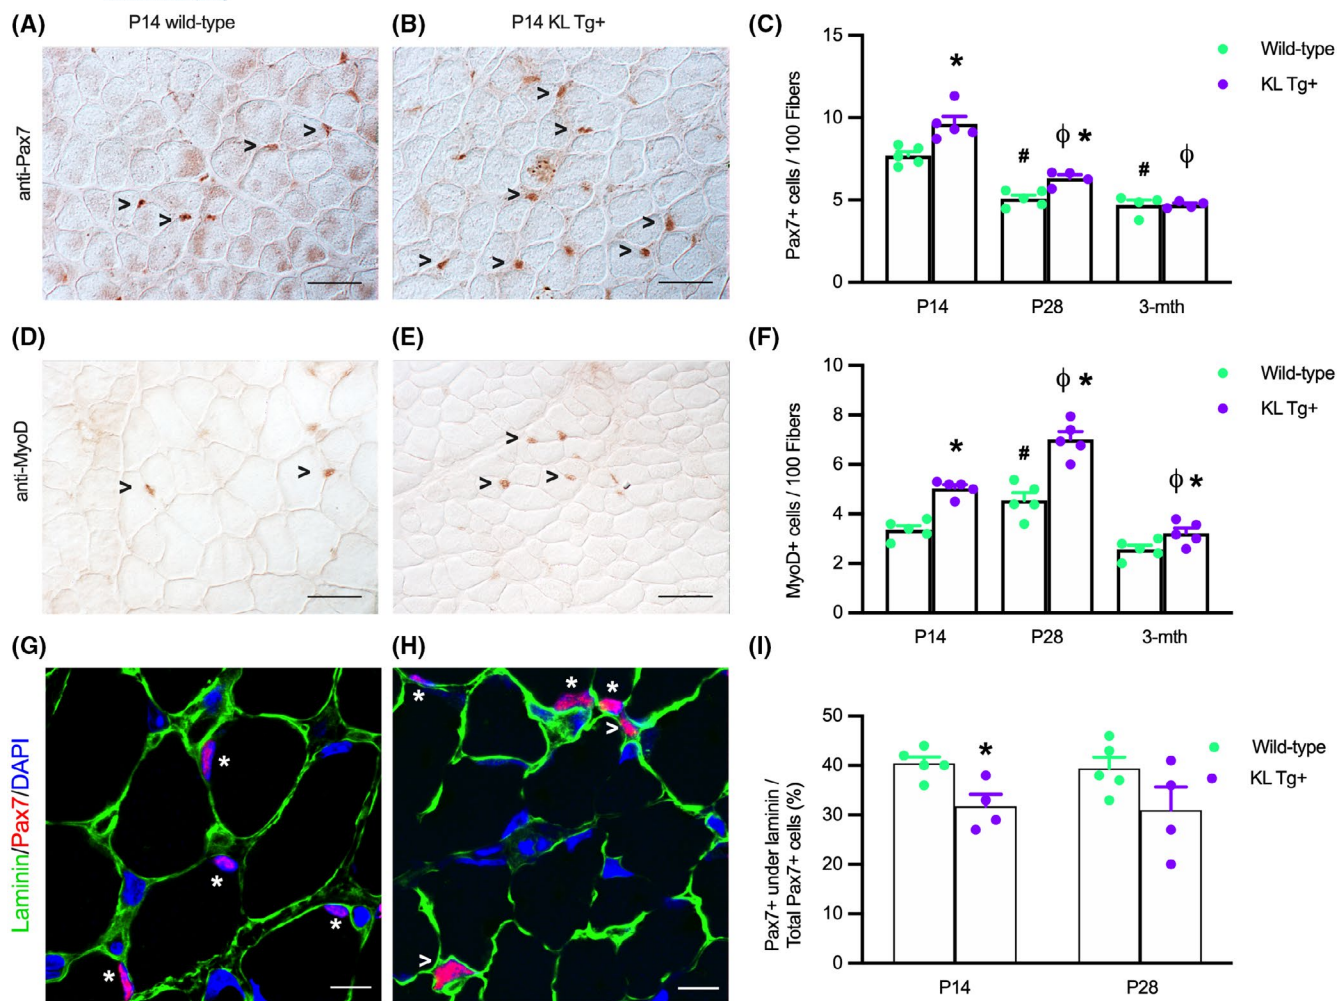 (A)
P14 wild-type
(B)
P14 KL Tg+
(C)
anti-Pax7
>
>
>
>
>
>
>
>
>
>
>
Pax7+ cells / 100 Fibers
15
10
5
0
*
#
ϕ *
#
ϕ
Wild-type
KL Tg+
P14
P28
3-mth
(D)
(E)
(F)
anti-MyoD
>
>
>
>
>
MyoD+ cells / 100 Fibers
10
8
6
4
2
0
*
#
ϕ *
ϕ *
Wild-type
KL Tg+
P14
P28
3-mth
(G)
(H)
(I)
Laminin/Pax7/DAPI
*
*
*
*
*
*
*
>
>
Pax7+ under laminin /
Total Pax7+ cells (%)
50
40
30
20
10
0
*
Wild-type
KL Tg+
P14
P28